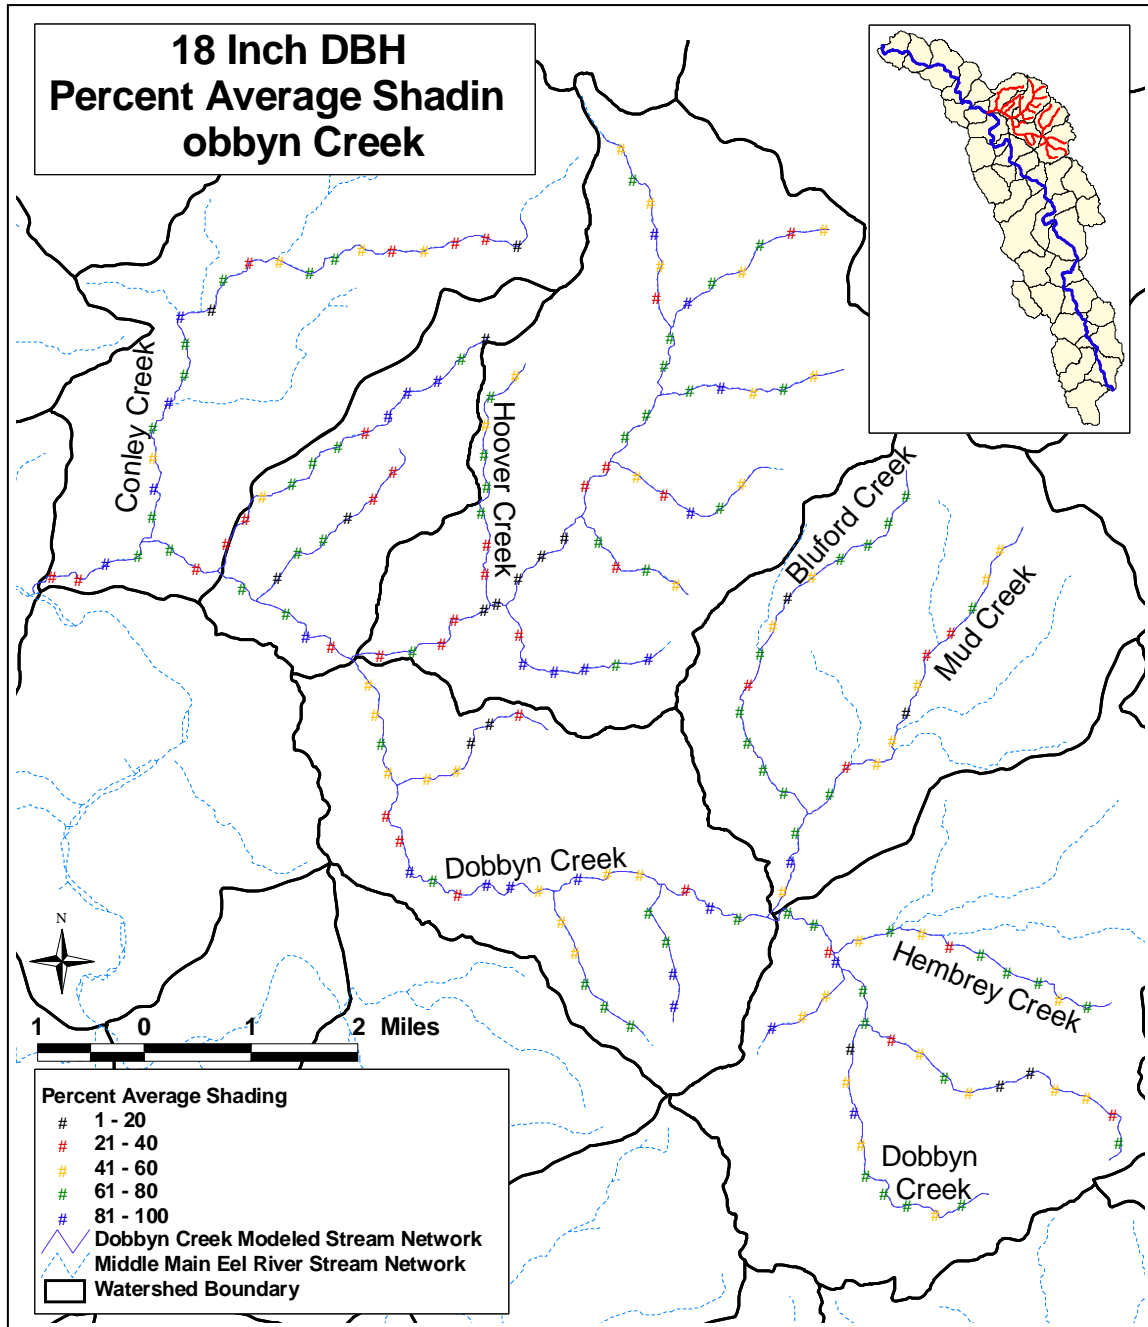 18 Inch DBH
Percent Average Shadin
obbyn Creek
Conley Creek
Hoover Creek
Bluford Creek
Mud Creek
Dobbyn Creek
Hembrey Creek
Dobbyn
Creek
N
1 0 1 2 Miles
Percent Average Shading
# 1 - 20
# 21 - 40
# 41 - 60
# 61 - 80
# 81 - 100
Dobbyn Creek Modeled Stream Network
Middle Main Eel River Stream Network
Watershed Boundary